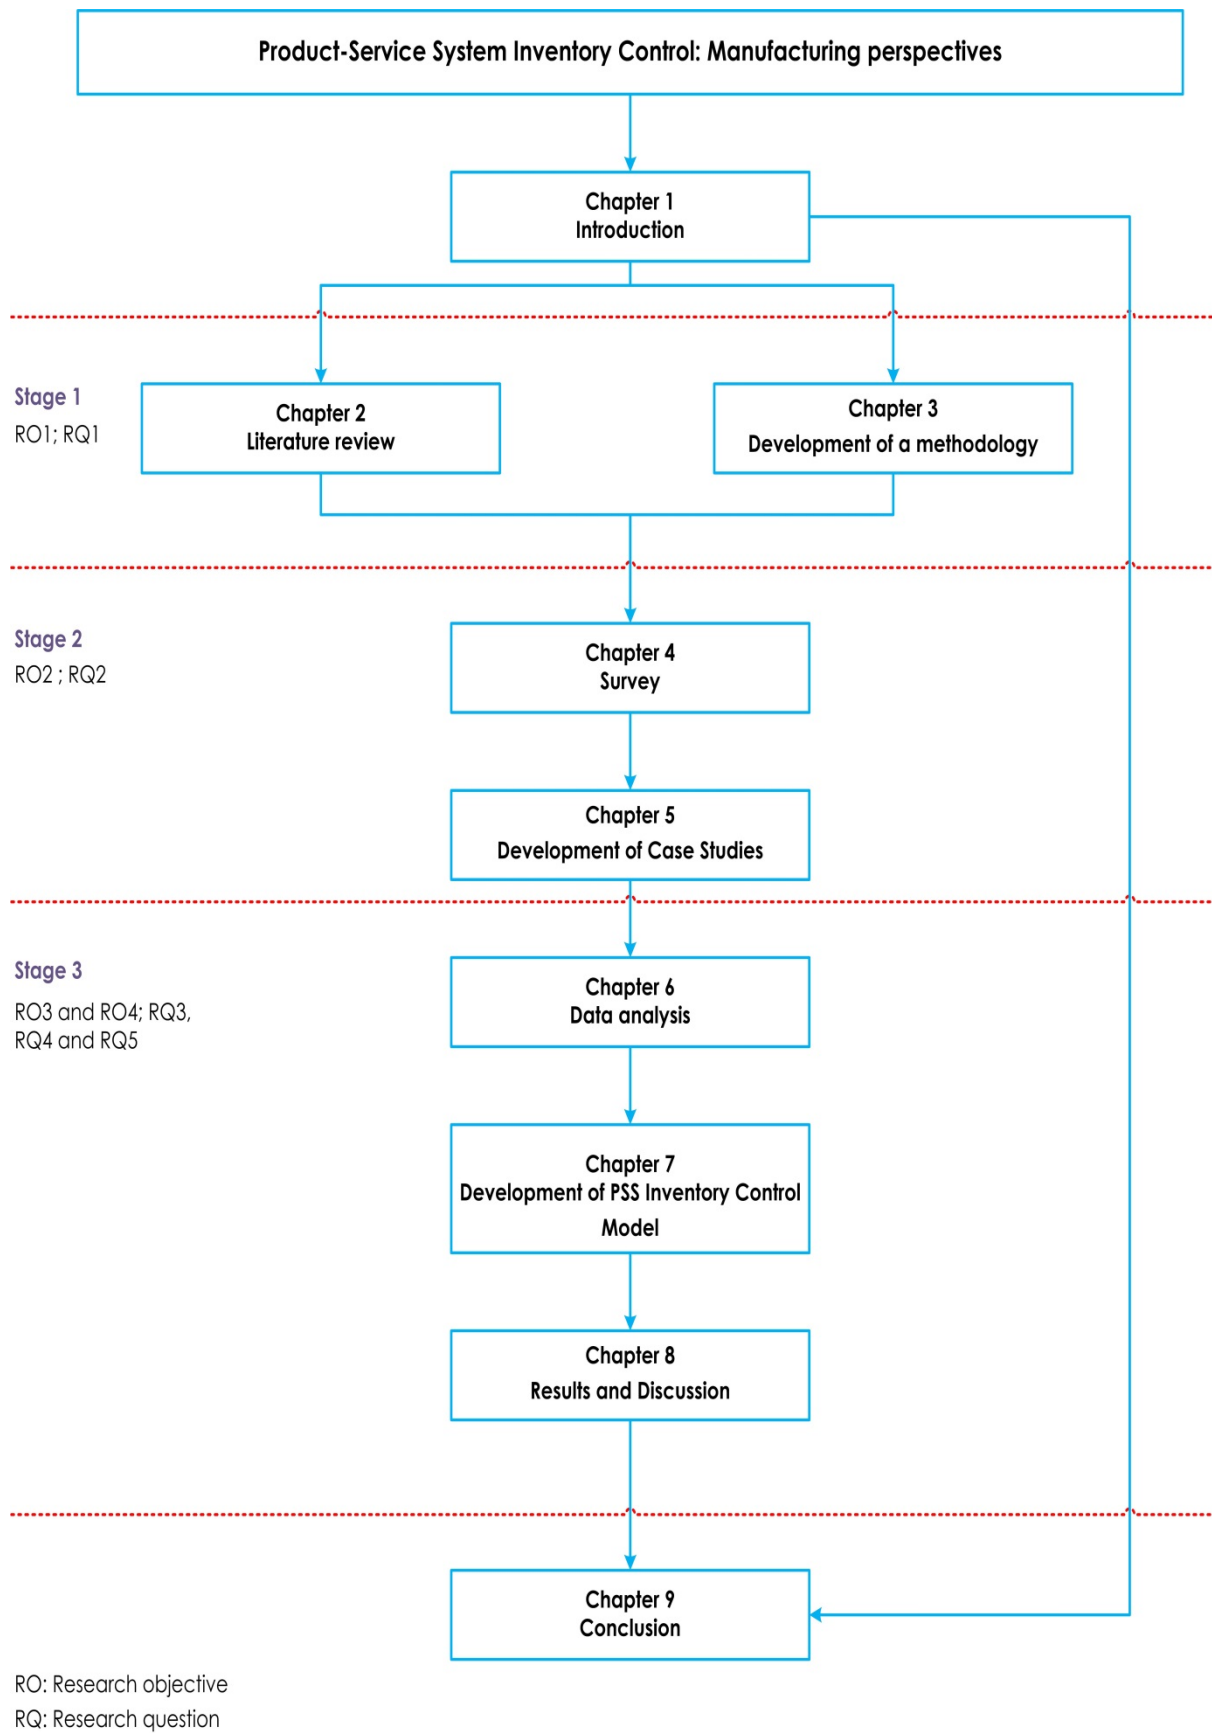 Product-Service System Inventory Control: Manufacturing perspectives
Chapter 1
Introduction
Stage 1
RO1; RQ1
Chapter 2
Literature review
Chapter 3
Development of a methodology
Stage 2
RO2 ; RQ2
Chapter 4
Survey
Chapter 5
Development of Case Studies
Stage 3
RO3 and RO4; RQ3,
RQ4 and RQ5
Chapter 6
Data analysis
Chapter 7
Development of PSS Inventory Control
Model
Chapter 8
Results and Discussion
Chapter 9
Conclusion
RO: Research objective
RQ: Research question